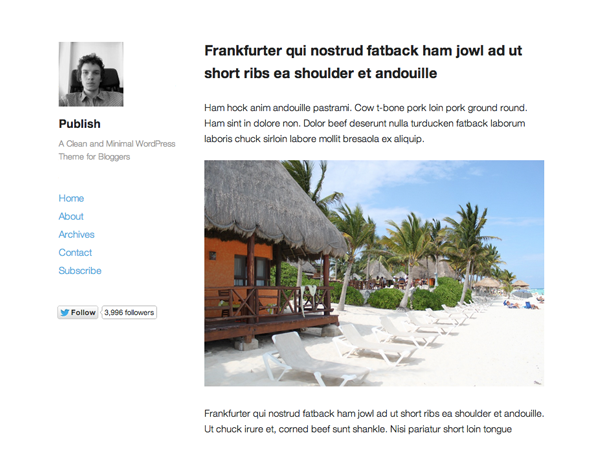 Publish
A Clean and Minimal WordPress
Theme for Bloggers
Home
About
Archives
Contact
Subscribe
Follow 3,996 followers
Frankfurter qui nostrud fatback ham jowl ad ut
short ribs ea shoulder et andouille
Ham hock anim andouille pastrami. Cow t-bone pork loin pork ground round.
Ham sint in dolore non. Dolor beef deserunt nulla turducken fatback laborum
laboris chuck sirloin labore mollit bresaola ex aliquip.
Frankfurter qui nostrud fatback ham jowl ad ut short ribs ea shoulder et andouille.
Ut chuck irure et, corned beef sunt shankle. Nisi pariatur short loin tongue